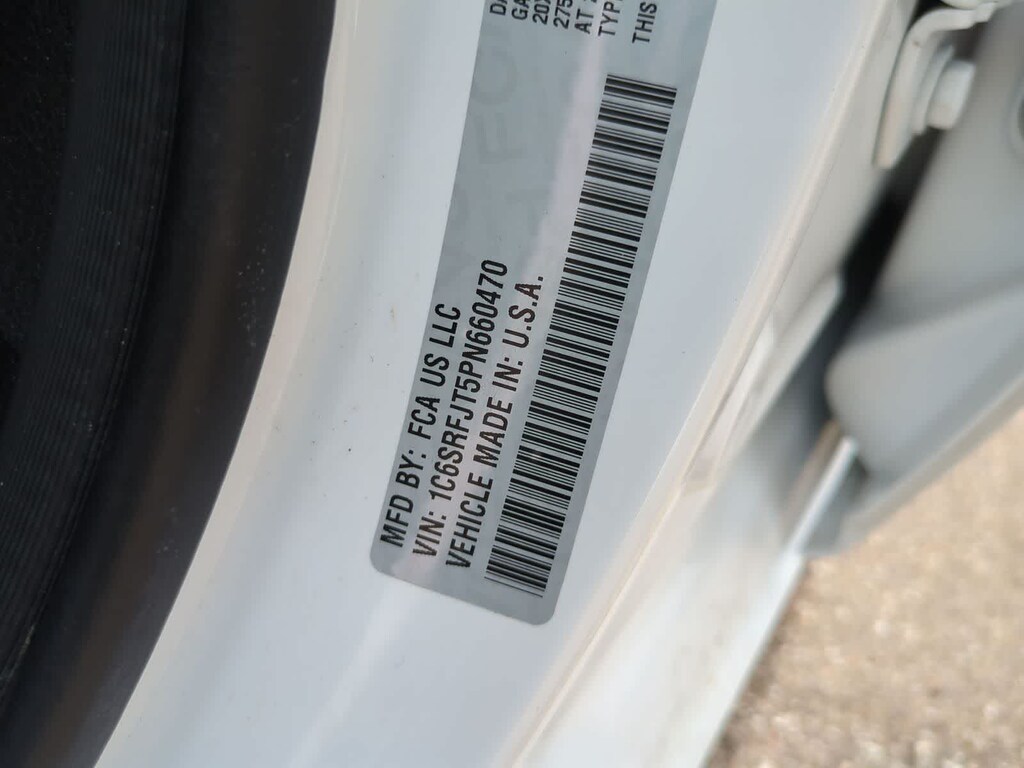 MFD BY: FCA US LLC
VIN: 1C6SRFJT5PN660470
VEHICLE MADE IN: U.S.A.
THIS